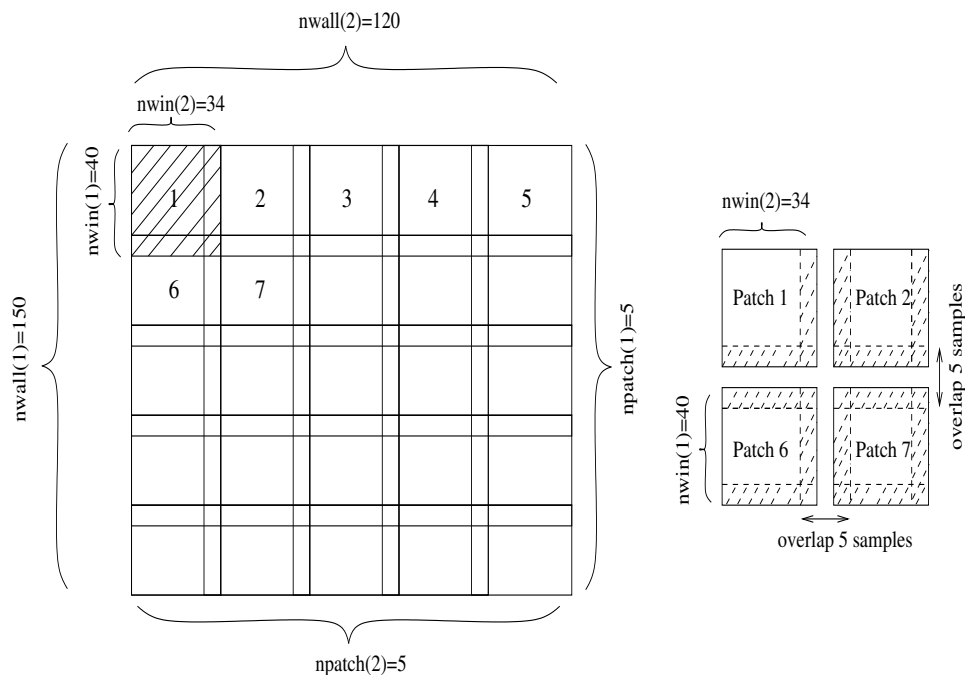 nwall(2)=120
nwin(2)=34
nwin(1)=40
1 2 3 4 5
6 7
nwall(1)=150
npatch(1)=5
npatch(2)=5
nwin(2)=34
Patch 1 Patch 2
overlap 5 samples
nwin(1)=40
Patch 6 Patch 7
overlap 5 samples